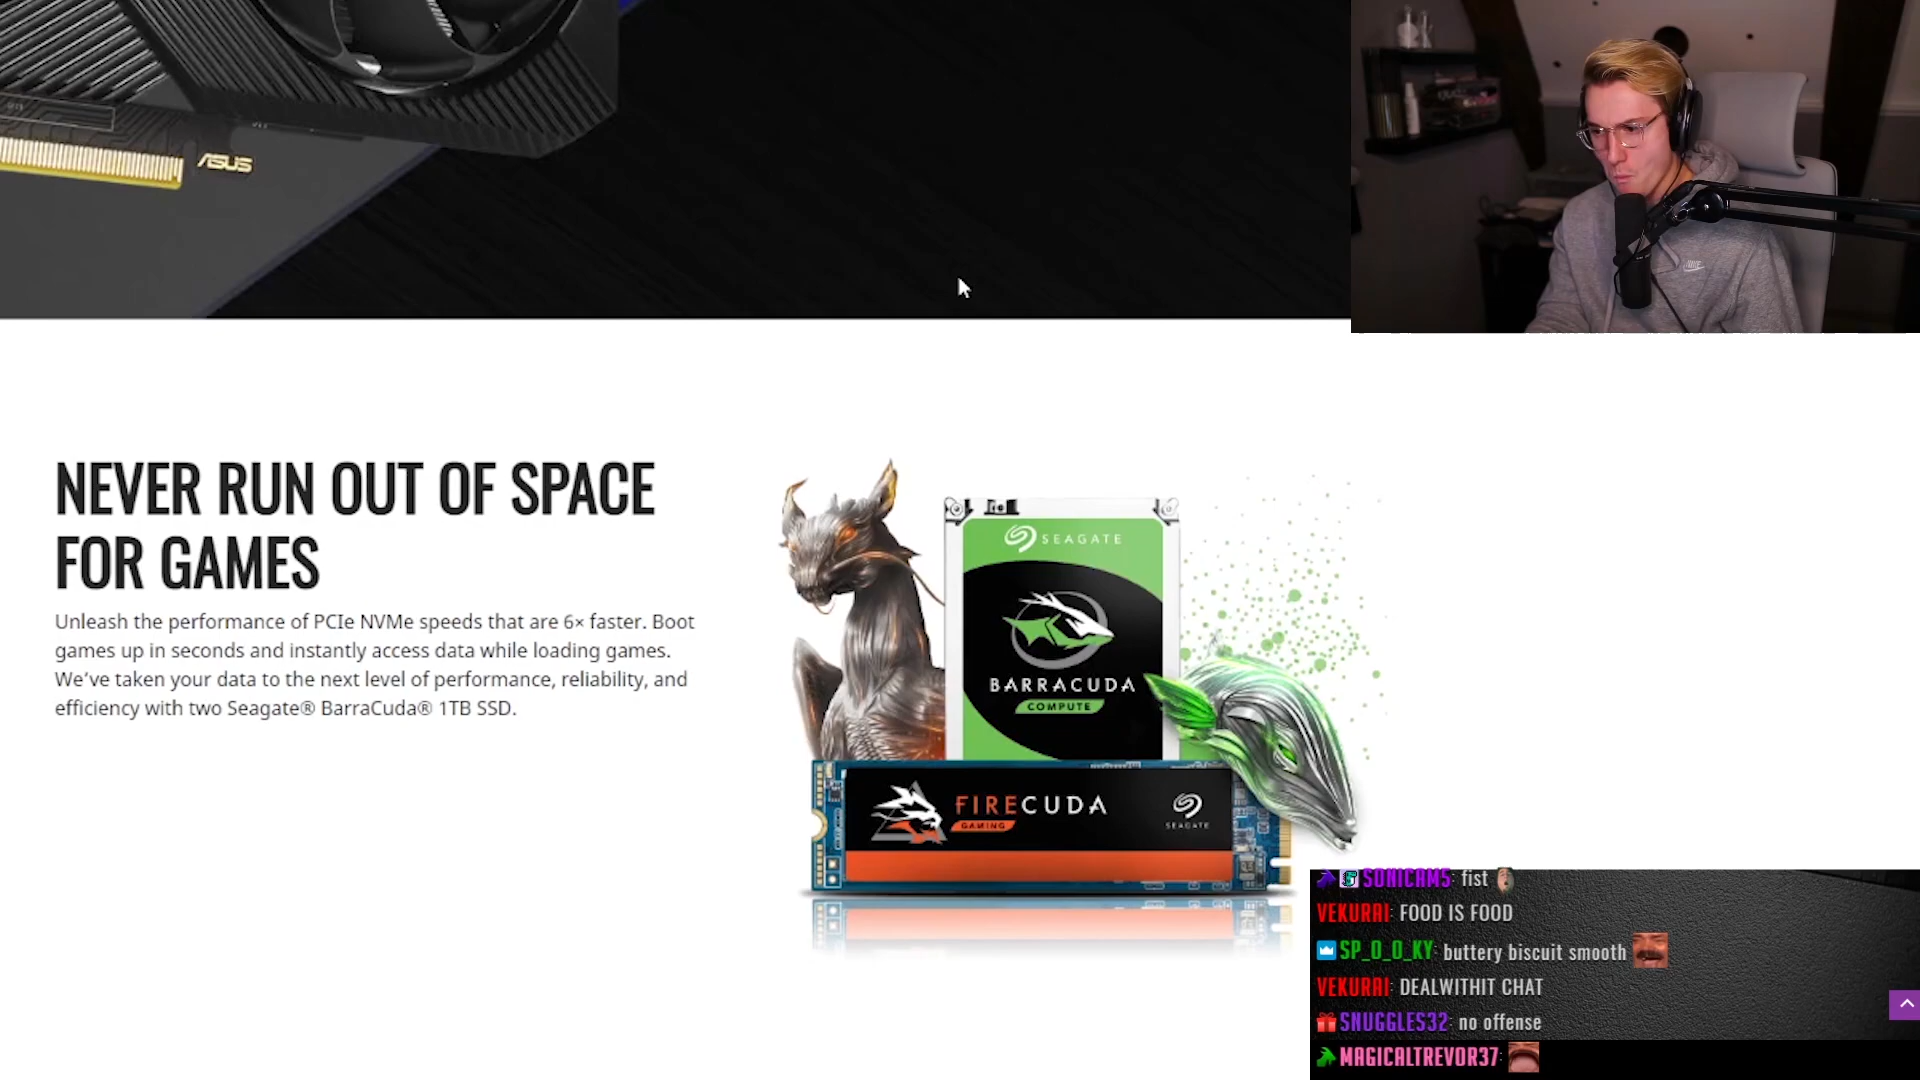 ASUS
NEVER RUN OUT OF SPACE
FOR GAMES
Unleash the performance of PCIe NVMe speeds that are 6× faster. Boot
games up in seconds and instantly access data while loading games.
We’ve taken your data to the next level of performance, reliability, and
efficiency with two Seagate® BarraCuda® 1TB SSD.
SEAGATE
BARRACUDA
COMPUTE
FIRECUDA
GAMING
SEAGATE
NIKE
SONICAM5: fist
VEKURAI: FOOD IS FOOD
SP_O_O_KY: buttery biscuit smooth
VEKURAI: DEALWITHIT CHAT
SNUGGLES32: no offense
MAGICALTREVOR37: